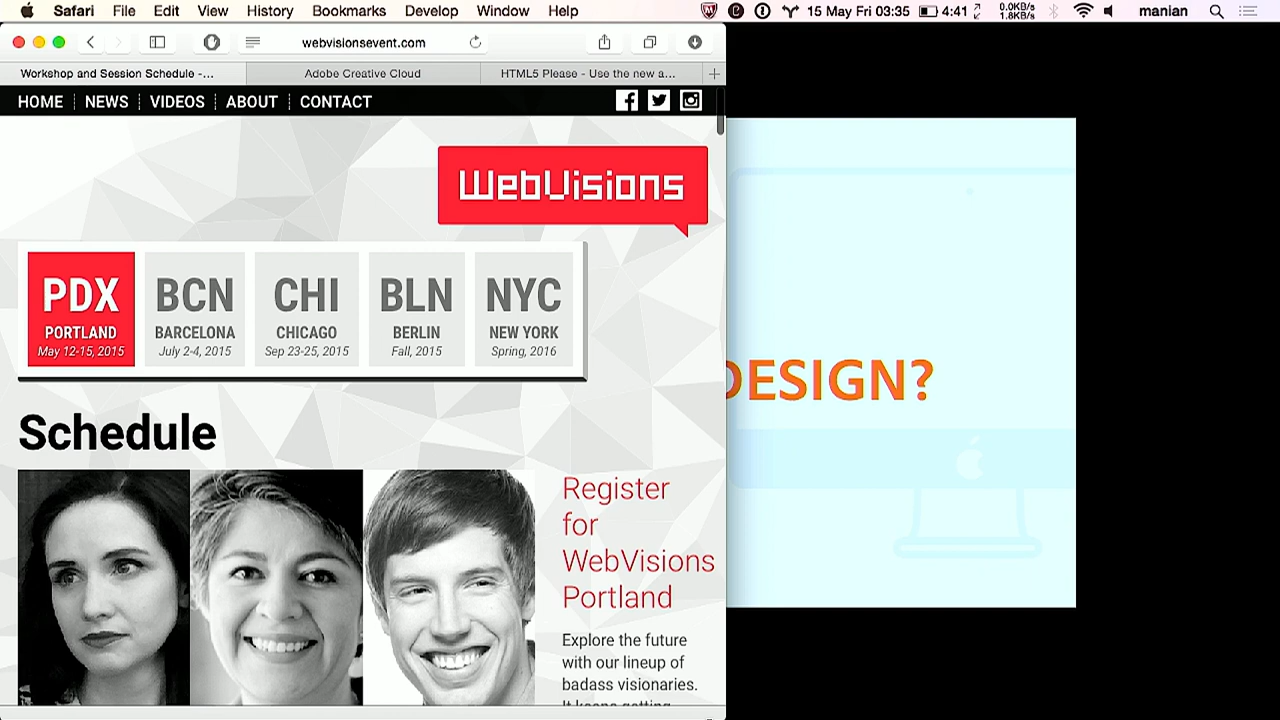 Safari File Edit View History Bookmarks Develop Window Help 15 May Fri 03:35 4:41 0.0KB/s 1.8KB/s manian
webvisionsevent.com
Workshop and Session Schedule -... Adobe Creative Cloud HTML5 Please - Use the new a...
HOME NEWS VIDEOS ABOUT CONTACT
WebVisions
PDX BCN CHI BLN NYC
PORTLAND BARCELONA CHICAGO BERLIN NEW YORK
May 12-15, 2015 July 2-4, 2015 Sep 23-25, 2015 Fall, 2015 Spring, 2016
DESIGN?
Schedule
Register
for
WebVisions
Portland
Explore the future
with our lineup of
badass visionaries.
It keeps getting